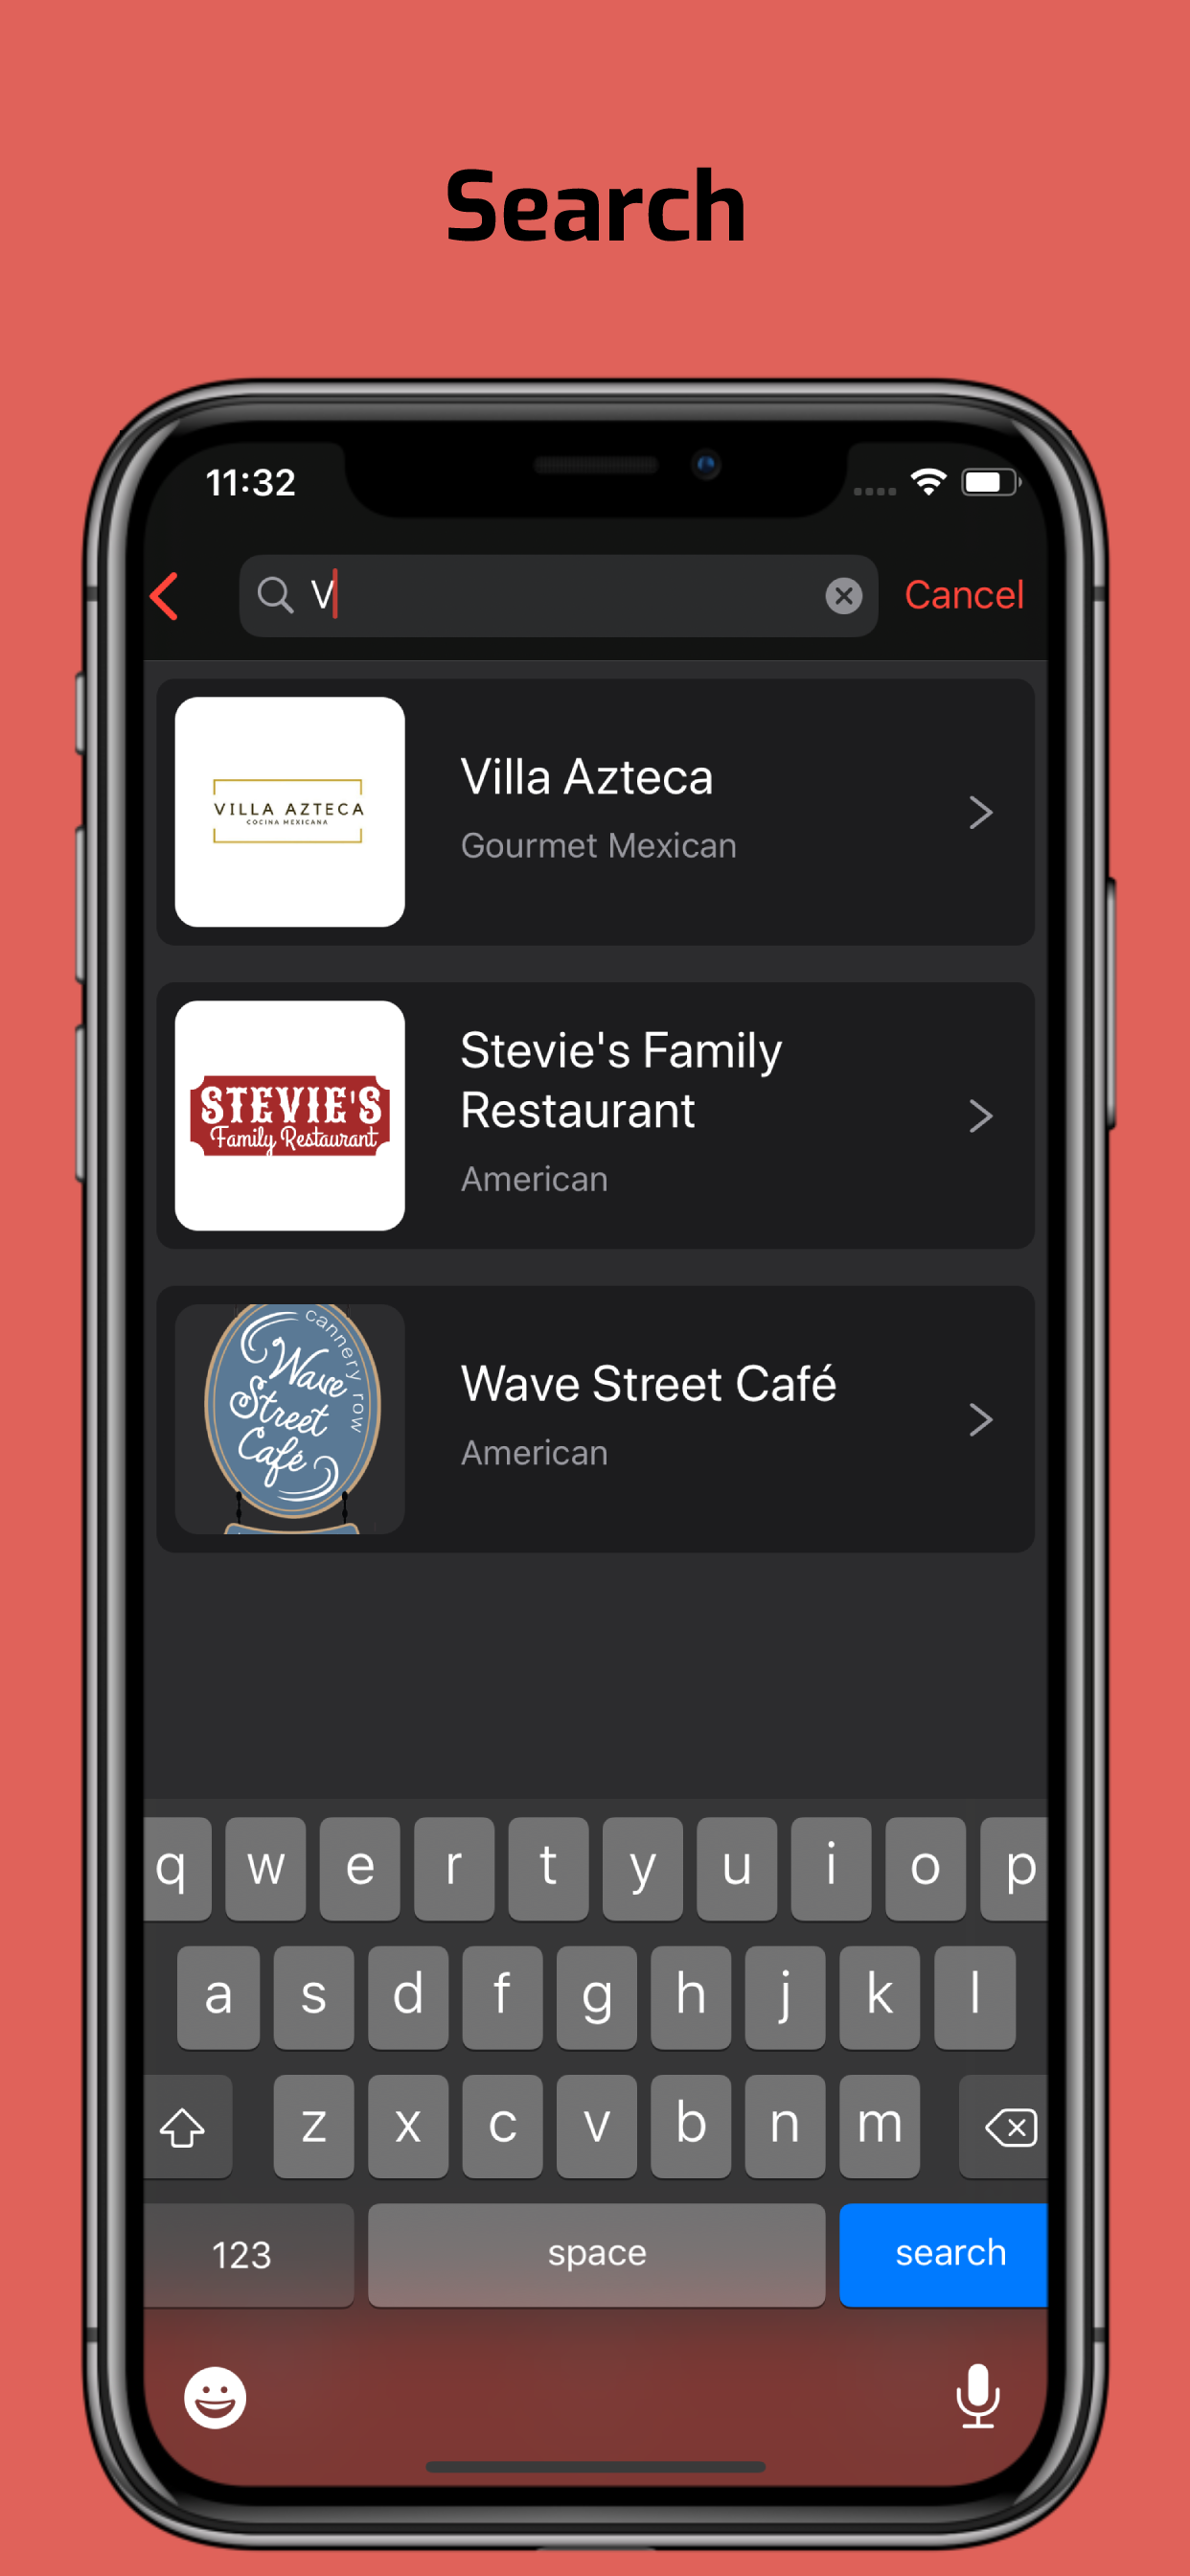 Search
11:32
V
Cancel
VILLA AZTECA
COCINA MEXICANA
Villa Azteca
Gourmet Mexican
STEVIE'S
Family Restaurant
Stevie's Family
Restaurant
American
cannery row
Wave
Street
Café
Wave Street Café
American
q w e r t y u i o p
a s d f g h j k l
z x c v b n m
123 space search